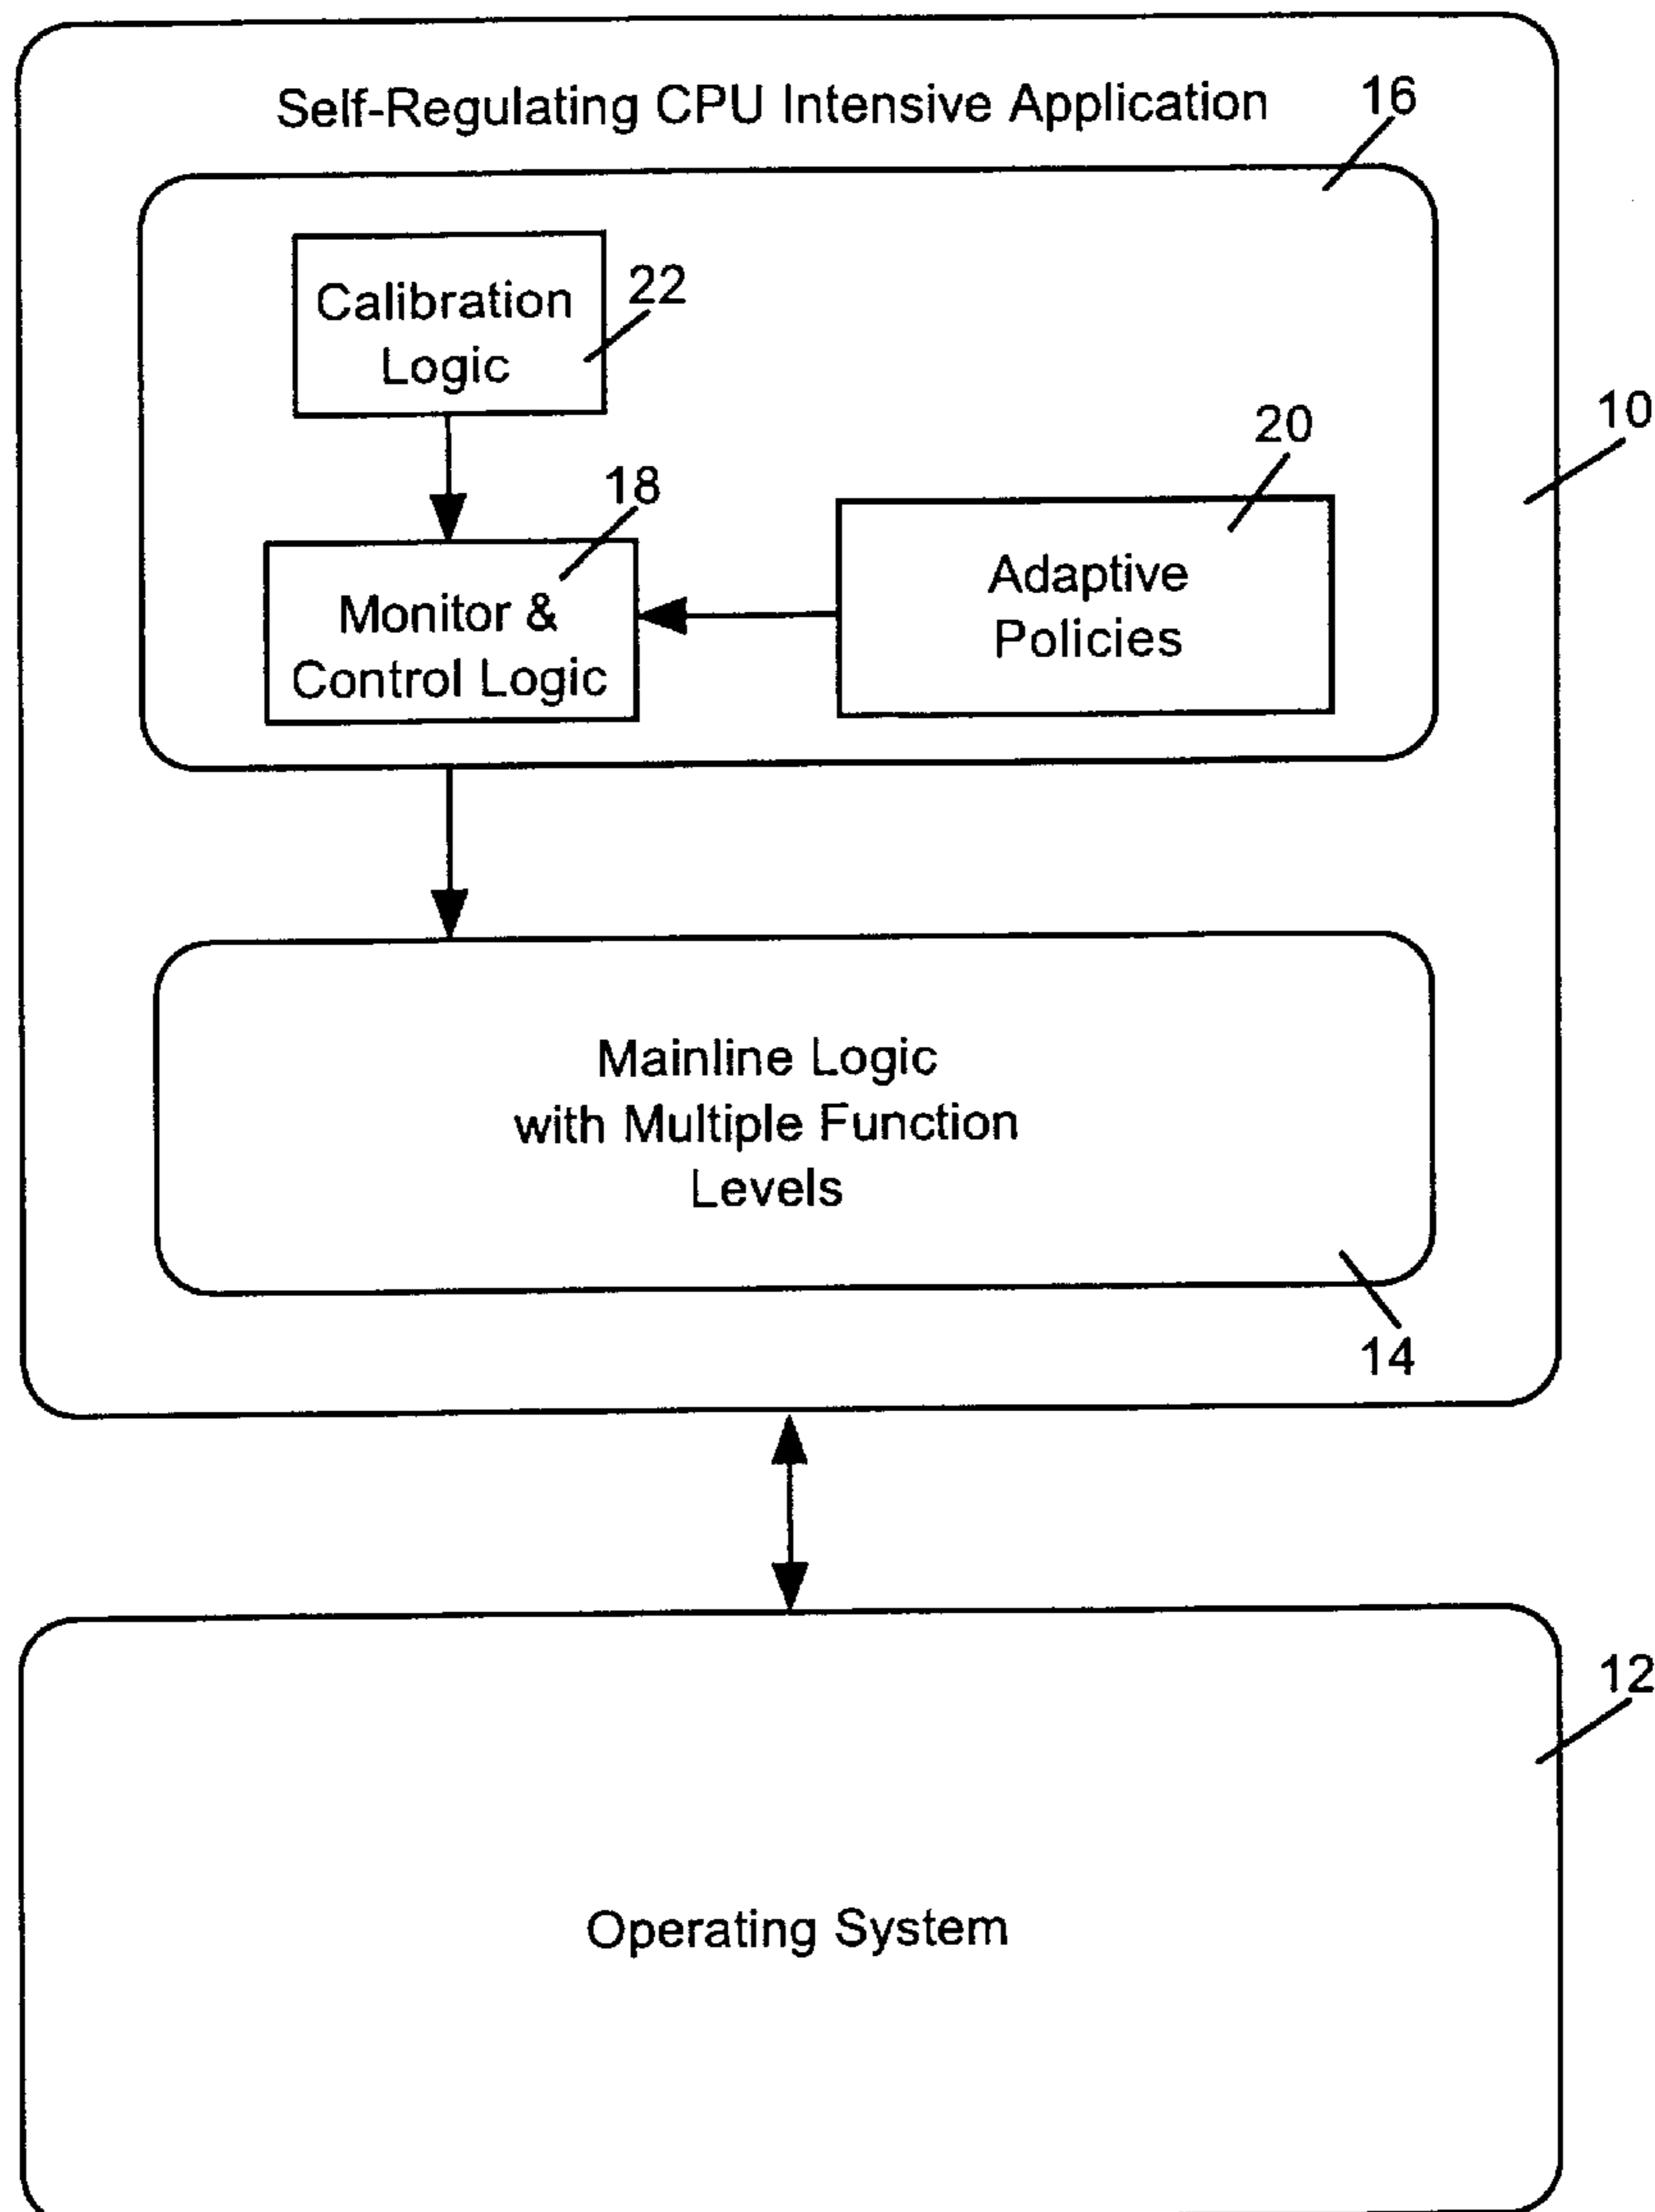 Self-Regulating CPU Intensive Application
16
Calibration
Logic
22
10
20
18
Adaptive
Policies
Monitor &
Control Logic
Mainline Logic
with Multiple Function
Levels
14
12
Operating System